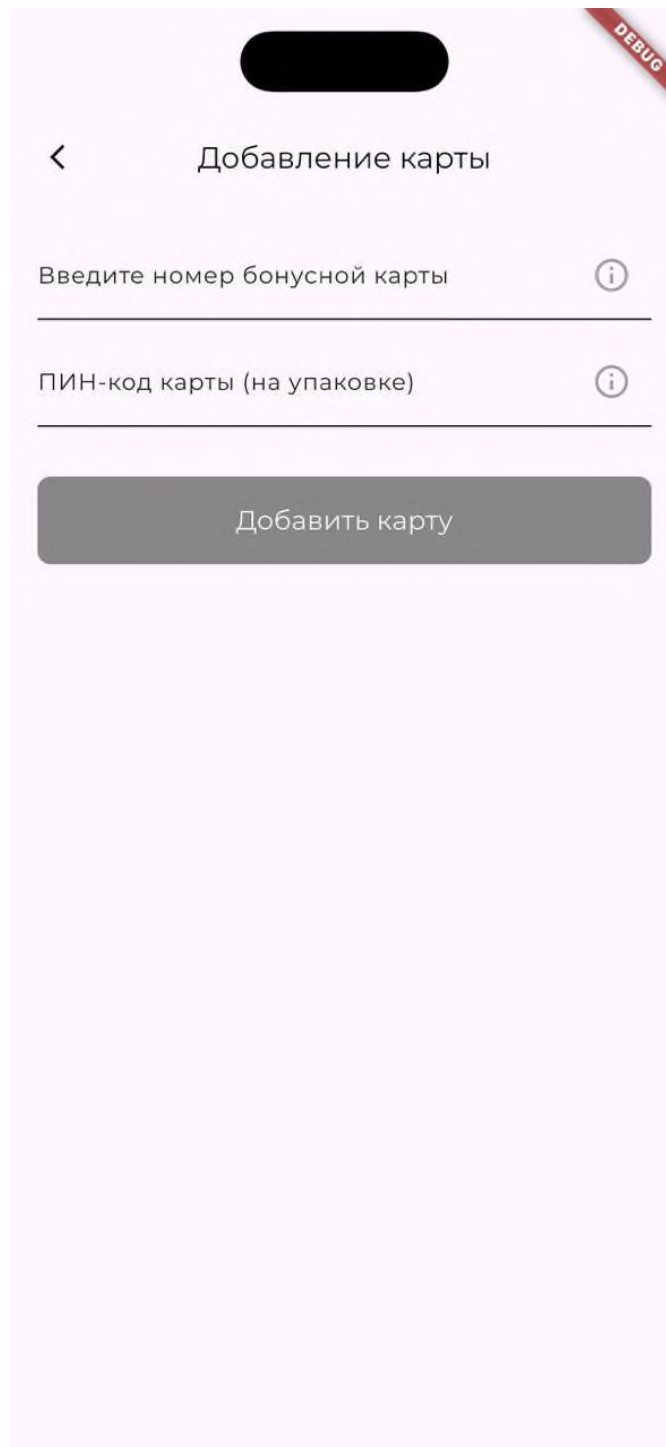 DEBUG
Добавление карты
Введите номер бонусной карты
ПИН-код карты (на упаковке)
Добавить карту